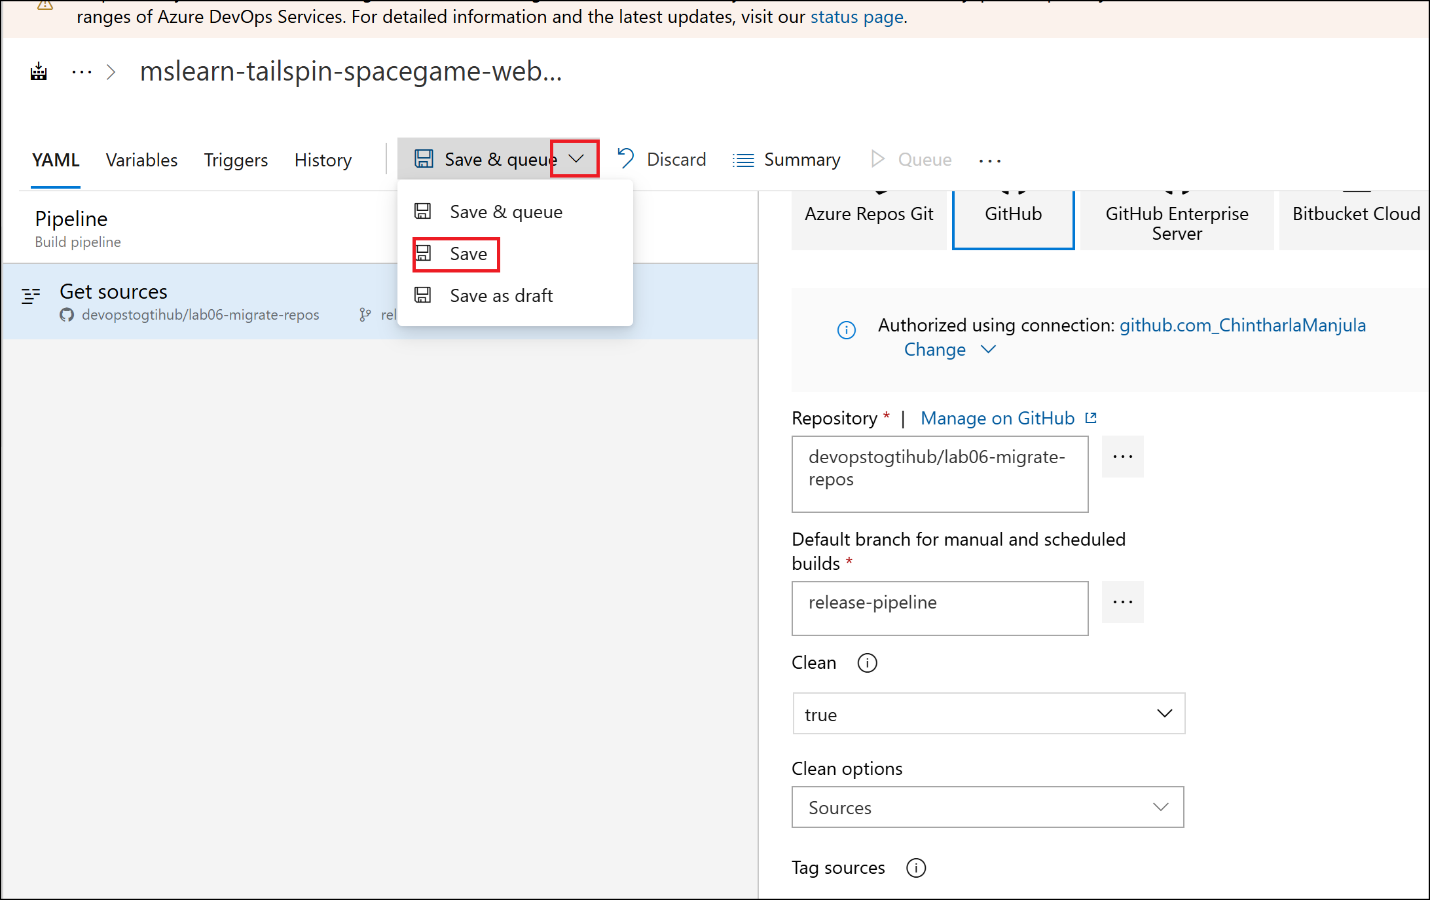 ranges of Azure DevOps Services. For detailed information and the latest updates, visit our status page.
mslearn-tailspin-spacegame-web...
YAML Variables Triggers History Save & queue Discard Summary Queue
Save & queue
Save
Save as draft
Pipeline
Build pipeline
Get sources
devopstogtihub/lab06-migrate-repos rel
Azure Repos Git
GitHub
GitHub Enterprise
Server
Bitbucket Cloud
Authorized using connection: github.com_ChintharlaManjula
Change
Repository * | Manage on GitHub
devopstogtihub/lab06-migrate-
repos
Default branch for manual and scheduled
builds *
release-pipeline
Clean
true
Clean options
Sources
Tag sources